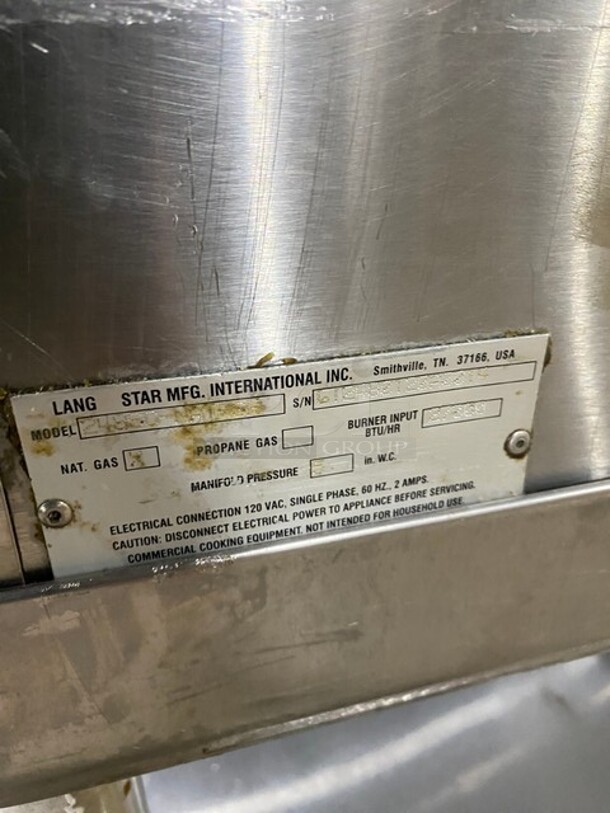 LANG STAR MFG. INTERNATIONAL INC. Smithville, TN. 37166, USA
MODEL S/N
NAT. GAS X PROPANE GAS BURNER INPUT BTU/HR
MANIFOLD PRESSURE in. W.C.
ELECTRICAL CONNECTION 120 VAC, SINGLE PHASE, 60 HZ., 2 AMPS.
CAUTION: DISCONNECT ELECTRICAL POWER TO APPLIANCE BEFORE SERVICING.
COMMERCIAL COOKING EQUIPMENT, NOT INTENDED FOR HOUSEHOLD USE.